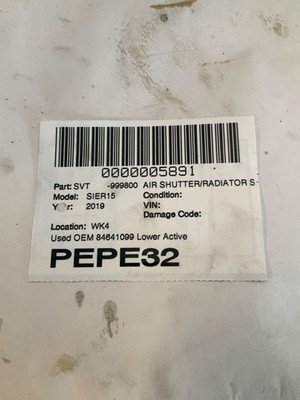 0000005891
Part: SVT -999800 AIR SHUTTER/RADIATOR S
Model: SIER15 Condition:
Year: 2019 VIN:
Damage Code:
Location: WK4
Used OEM 84641099 Lower Active
PEPE32